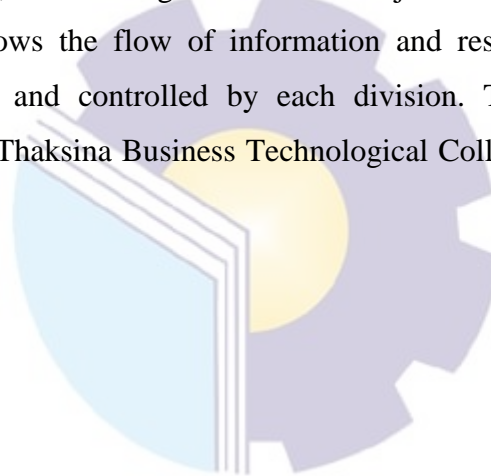 ows the flow of information and res
and controlled by each division. T
Thaksina Business Technological Coll